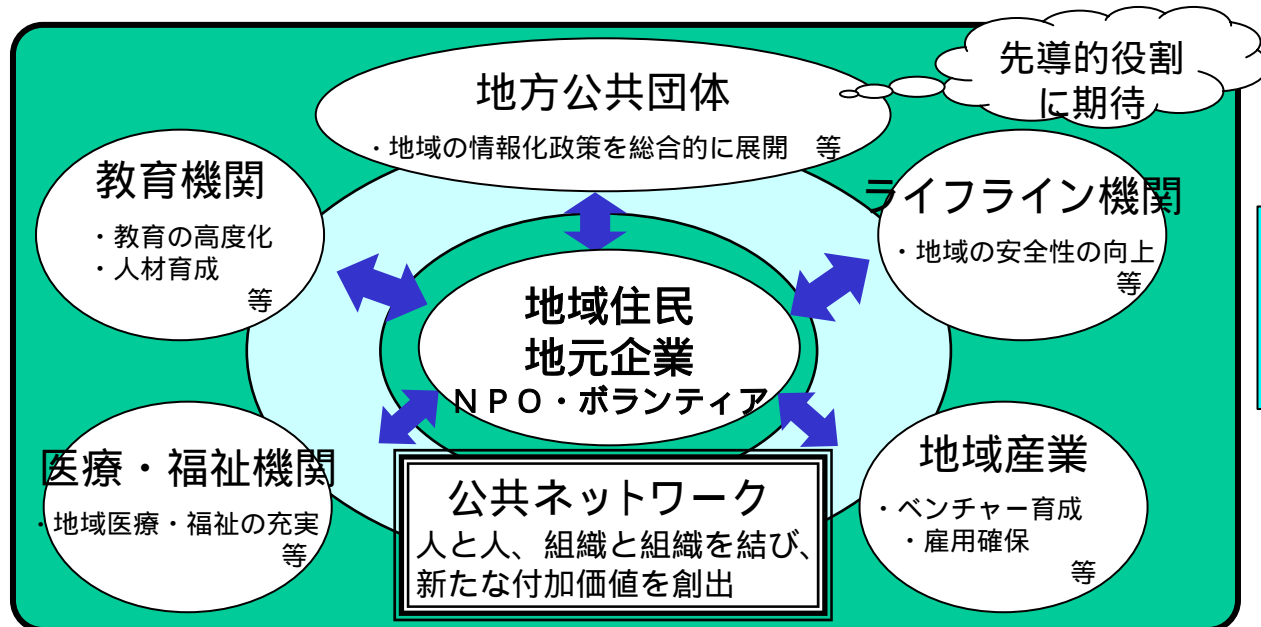 先導的役割
に期待
地方公共団体
・地域の情報化政策を総合的に展開　等
教育機関
・教育の高度化
・人材育成
等
ライフライン機関
・地域の安全性の向上
等
地域住民
地元企業
ＮＰＯ・ボランティア
医療・福祉機関
・地域医療・福祉の充実
等
公共ネットワーク
人と人、組織と組織を結び、
新たな付加価値を創出
地域産業
・ベンチャー育成
・雇用確保
等